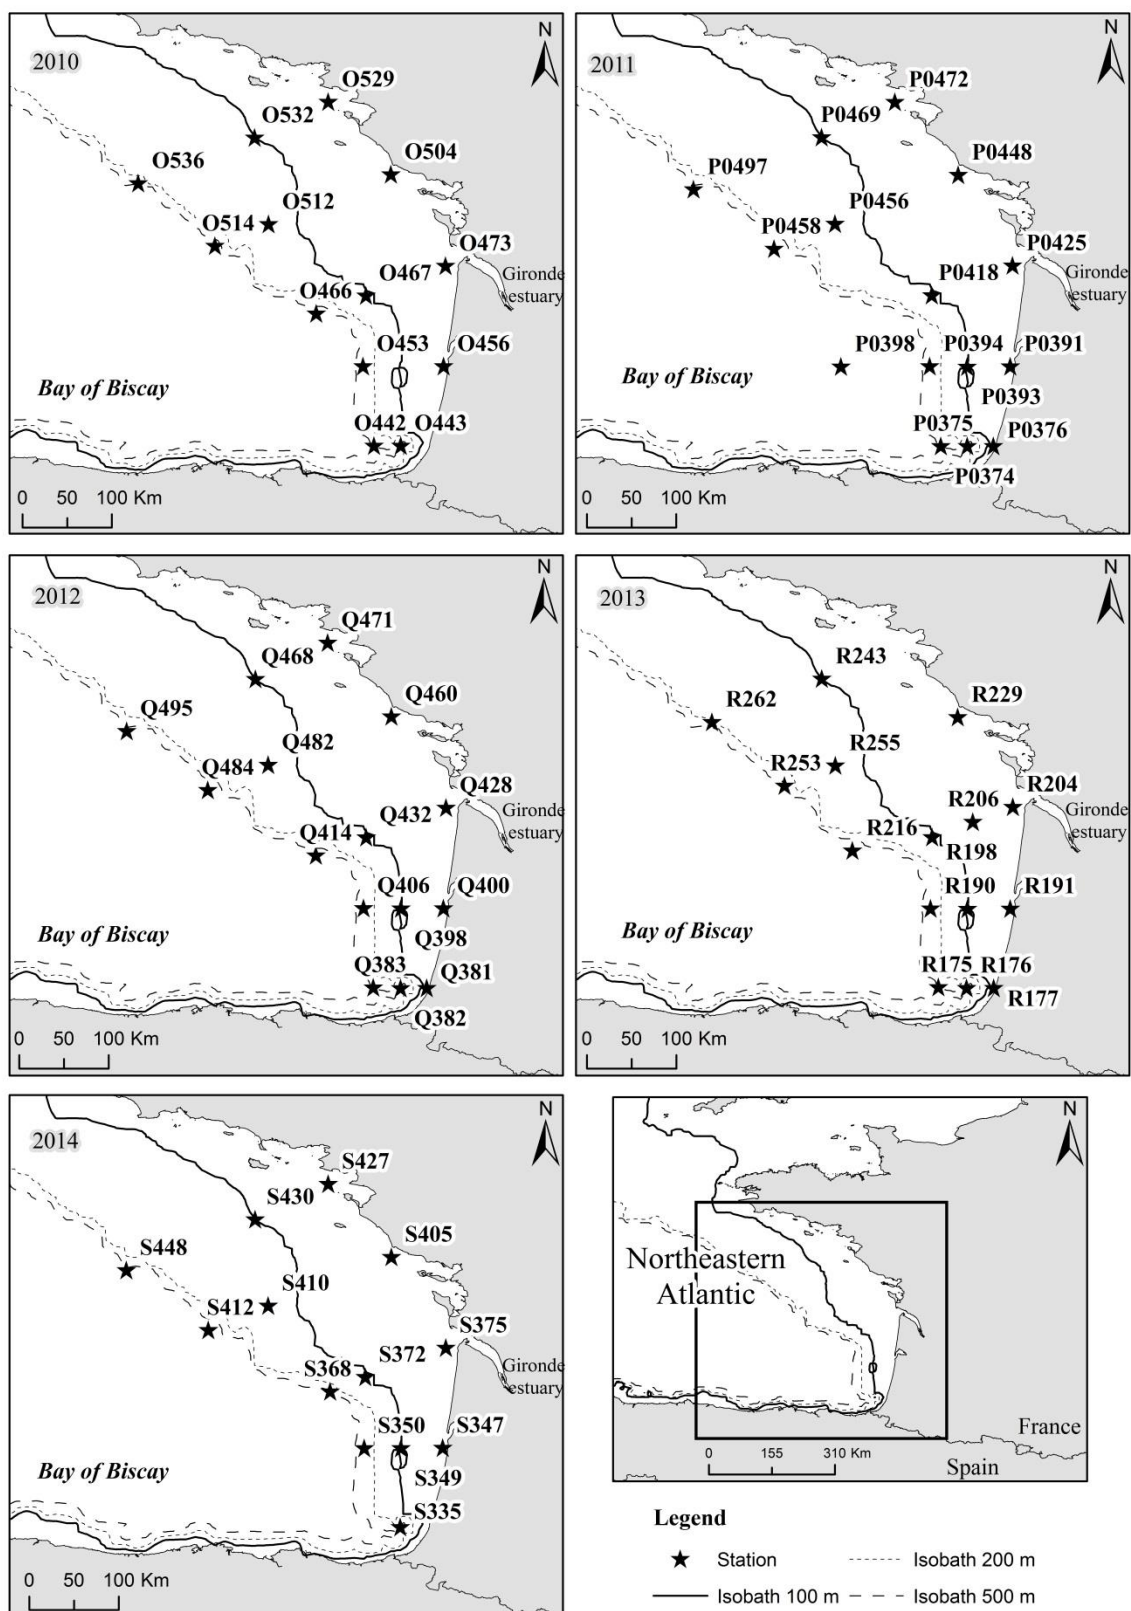 2010
N
O529
O532
O504
O536
O512
O514
O473
O467
Gironde
estuary
O466
O453
O456
Bay of Biscay
O442
O443
0 50 100 Km
2011
N
P0472
P0469
P0448
P0497
P0456
P0458
P0425
Gironde
estuary
P0418
P0398
P0394
P0391
Bay of Biscay
P0393
P0375
P0376
P0374
0 50 100 Km
2012
N
Q471
Q468
Q460
Q495
Q482
Q484
Q428
Q432
Gironde
estuary
Q414
Q406
Q400
Bay of Biscay
Q398
Q383
Q381
Q382
0 50 100 Km
2013
N
R243
R229
R262
R255
R253
R204
R206
Gironde
estuary
R216
R198
R190
R191
Bay of Biscay
R175
R176
R177
0 50 100 Km
2014
N
S427
S430
S405
S448
S410
S412
S375
S372
Gironde
estuary
S368
S350
S347
Bay of Biscay
S349
S335
0 50 100 Km
N
Northeastern
Atlantic
France
0 155 310 Km
Spain
Legend
Station
Isobath 200 m
Isobath 100 m
Isobath 500 m